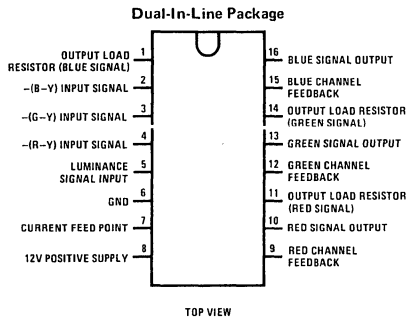 Dual-In-Line Package
OUTPUT LOAD
RESISTOR (BLUE SIGNAL)
1
–(B–Y) INPUT SIGNAL
2
–(G–Y) INPUT SIGNAL
3
–(R–Y) INPUT SIGNAL
4
LUMINANCE
SIGNAL INPUT
5
GND
6
CURRENT FEED POINT
7
12V POSITIVE SUPPLY
8
16
BLUE SIGNAL OUTPUT
15
BLUE CHANNEL
FEEDBACK
14
OUTPUT LOAD RESISTOR
(GREEN SIGNAL)
13
GREEN SIGNAL OUTPUT
12
GREEN CHANNEL
FEEDBACK
11
OUTPUT LOAD RESISTOR
(RED SIGNAL)
10
RED SIGNAL OUTPUT
9
RED CHANNEL
FEEDBACK
TOP VIEW